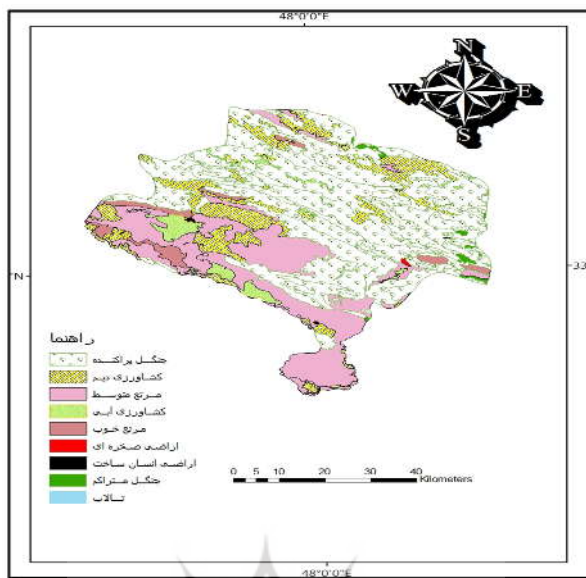 48°0'0"E
N
W E
S
N 33
راهنما
جنگل پراکنده
کشاورزی دیم
مرتع متوسط
کشاورزی آبی
مرتع خوب
اراضی صخره ای
اراضی انسان ساخت
جنگل متراکم
تالاب
0 5 10 20 30 40
Kilometers
48°0'0"E